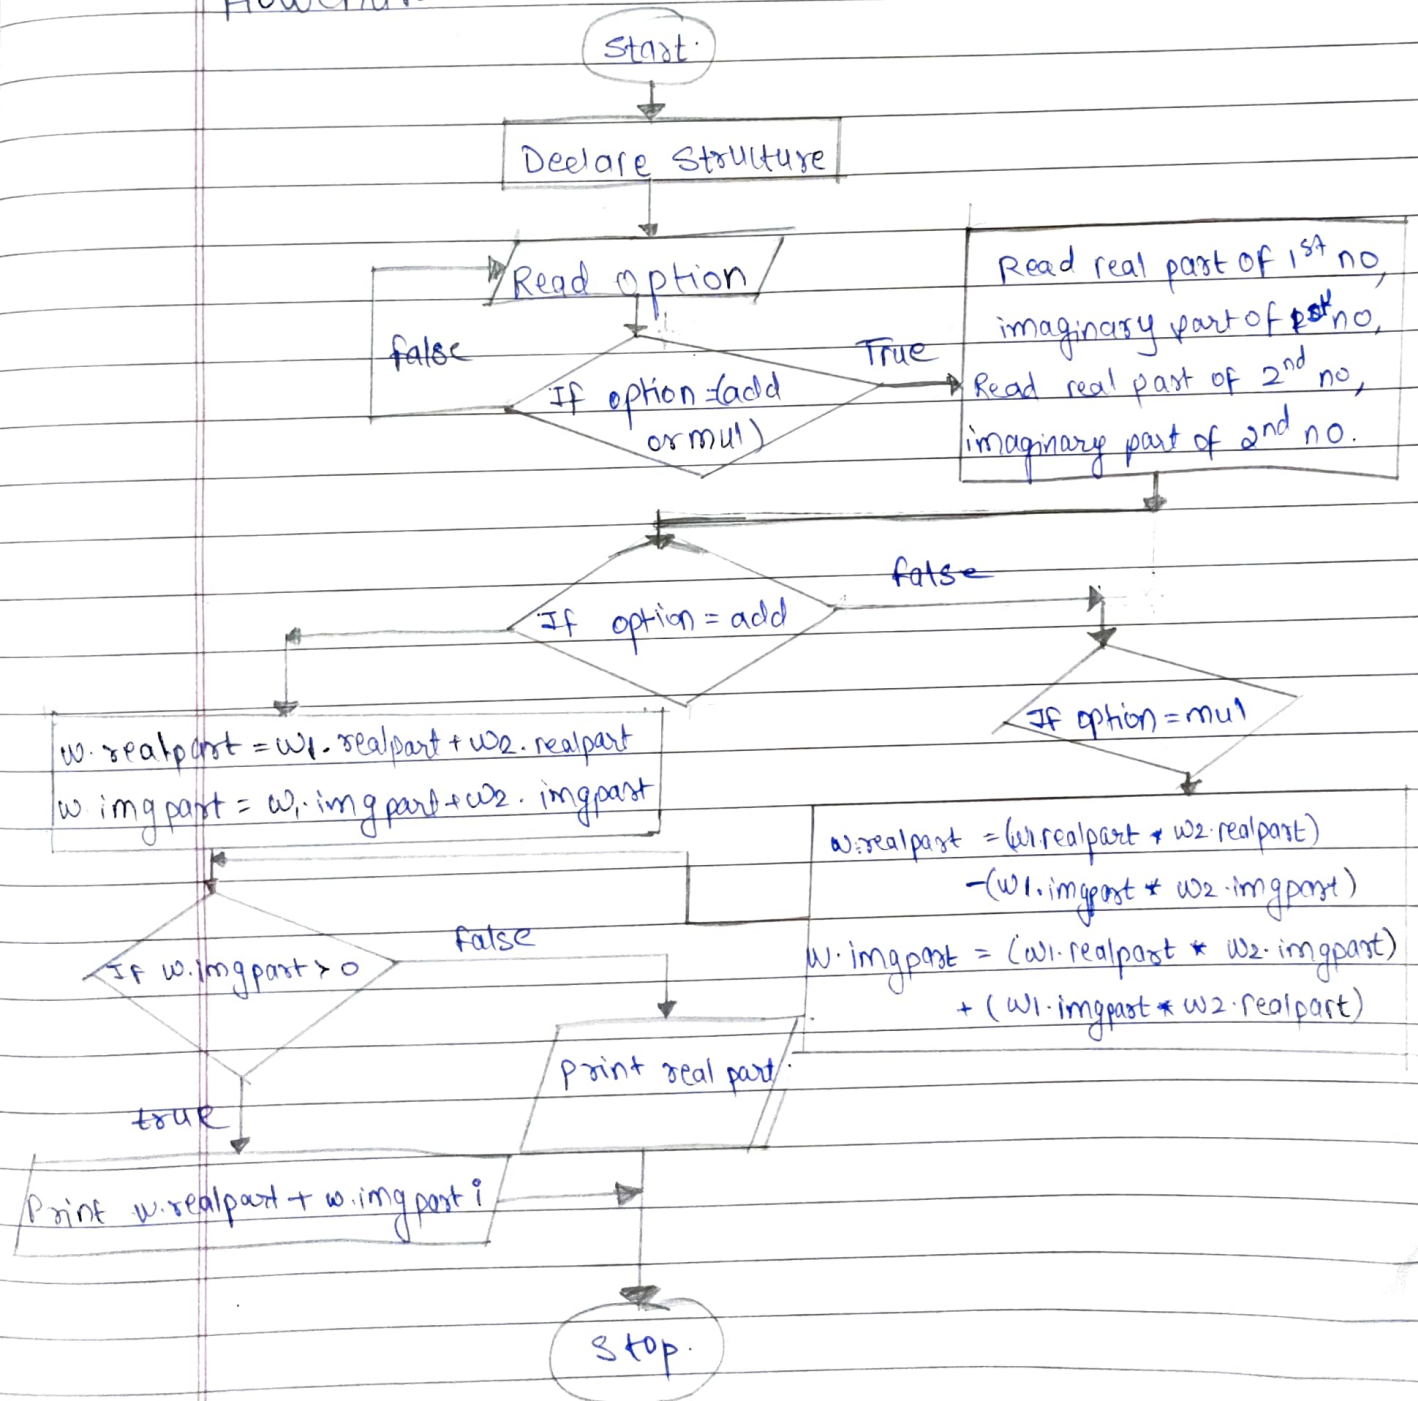 Flowchart
Start.
Declare Structure
Read option
false
True
If option = (add
or mul)
Read real part of 1st no,
imaginary part of 1st no,
Read real part of 2nd no,
imaginary part of 2nd no.
If option = add
false
If option = mul
w.realpart = w1.realpart + w2.realpart
w.imgpart = w1.imgpart + w2.imgpart
w.realpart = (w1.realpart * w2.realpart)
-(w1.imgpart * w2.imgpart)
w.imgpart = (w1.realpart * w2.imgpart)
+ (w1.imgpart * w2.realpart)
If w.imgpart > 0
false
true
print real part.
Print w.realpart + w.imgpart i
Stop.